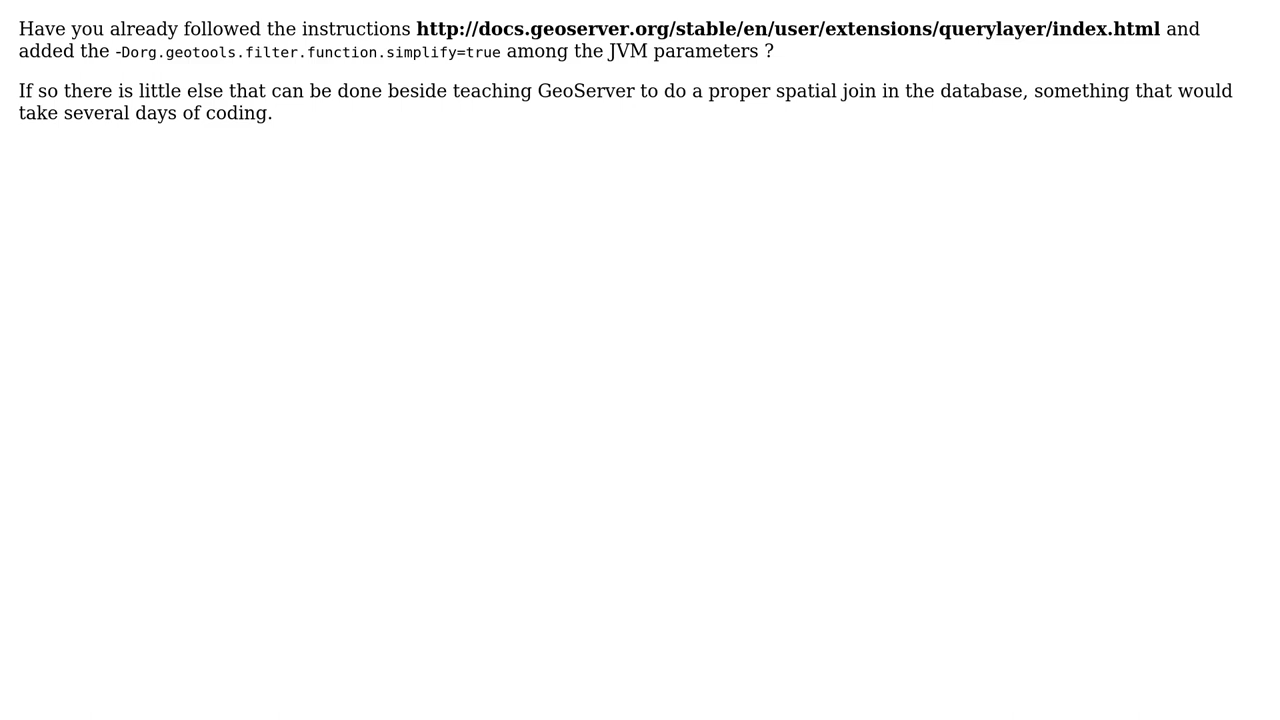 Have you already followed the instructions http://docs.geoserver.org/stable/en/user/extensions/querylayer/index.html and
added the -Dorg.geotools.filter.function.simplify=true among the JVM parameters ?
If so there is little else that can be done beside teaching GeoServer to do a proper spatial join in the database, something that would
take several days of coding.